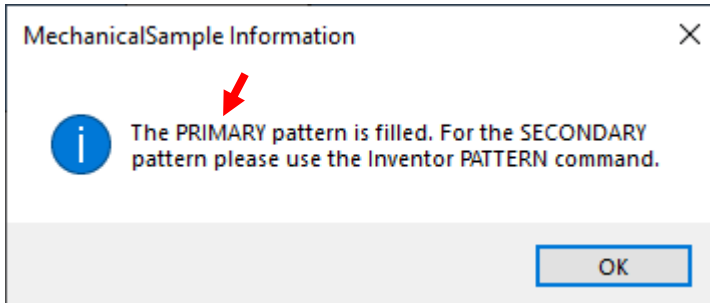 MechanicalSample Information
The PRIMARY pattern is filled. For the SECONDARY
pattern please use the Inventor PATTERN command.
OK